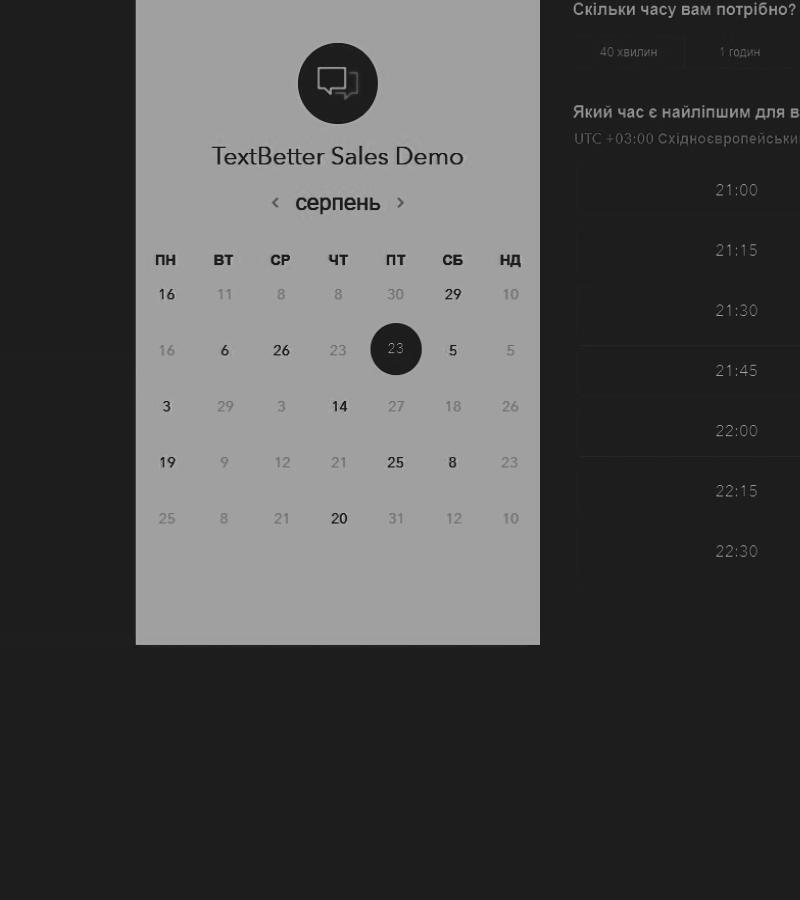 TextBetter Sales Demo
серпень
ПН ВТ СР ЧТ ПТ СБ НД
16 11 8 8 30 29 10
16 6 26 23 23 5 5
3 29 3 14 27 18 26
19 9 12 21 25 8 23
25 8 21 20 31 12 10
Скільки часу вам потрібно?
40 хвилин 1 годин
Який час є найліпшим для в
UTC +03:00 Східноєвропейськи
21:00
21:15
21:30
21:45
22:00
22:15
22:30